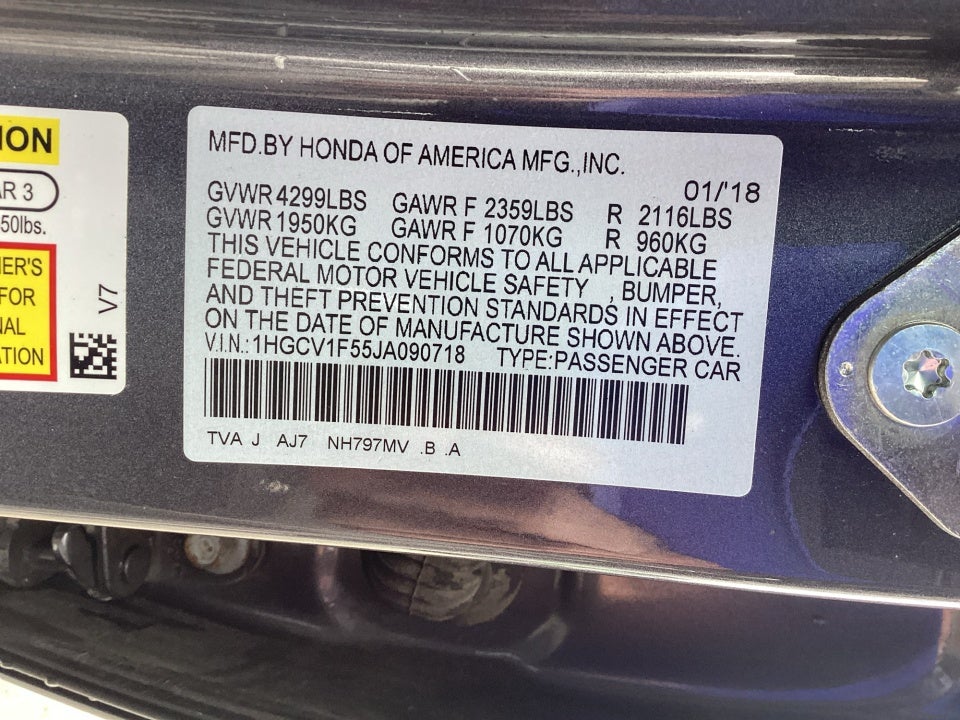 ION
AR 3
50lbs.
NER'S
FOR
NAL
ATION
V7
MFD.BY HONDA OF AMERICA MFG.,INC.
01/'18
GVWR 4299LBS GAWR F 2359LBS R 2116LBS
GVWR 1950KG GAWR F 1070KG R 960KG
THIS VEHICLE CONFORMS TO ALL APPLICABLE
FEDERAL MOTOR VEHICLE SAFETY , BUMPER,
AND THEFT PREVENTION STANDARDS IN EFFECT
ON THE DATE OF MANUFACTURE SHOWN ABOVE.
V.I.N.:1HGCV1F55JA090718 TYPE:PASSENGER CAR
TVA J AJ7 NH797MV .B .A